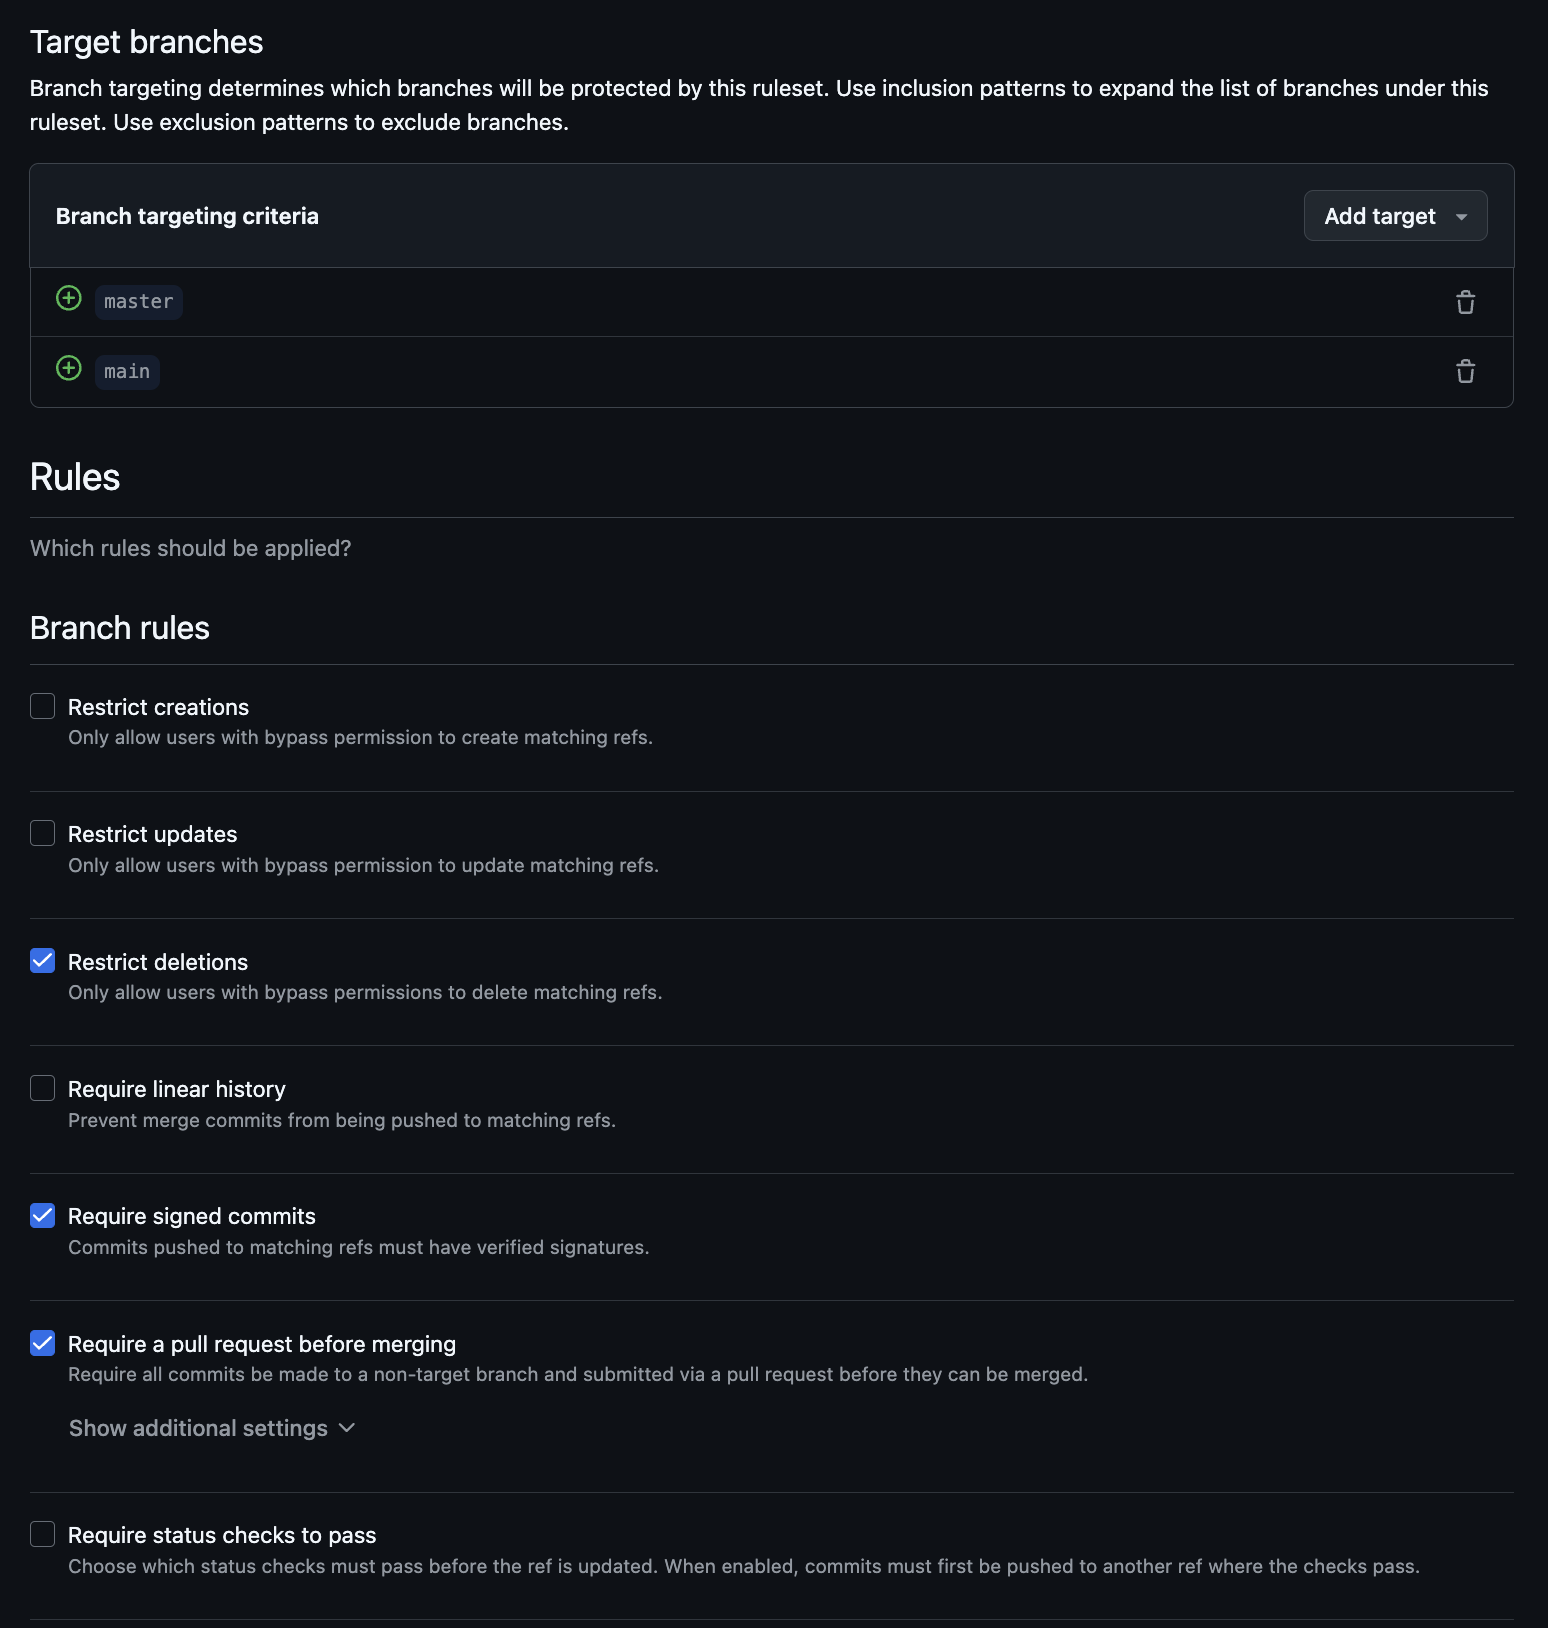 Target branches
Branch targeting determines which branches will be protected by this ruleset. Use inclusion patterns to expand the list of branches under this
ruleset. Use exclusion patterns to exclude branches.
Branch targeting criteria
Add target
master
main
Rules
Which rules should be applied?
Branch rules
Restrict creations
Only allow users with bypass permission to create matching refs.
Restrict updates
Only allow users with bypass permission to update matching refs.
Restrict deletions
Only allow users with bypass permissions to delete matching refs.
Require linear history
Prevent merge commits from being pushed to matching refs.
Require signed commits
Commits pushed to matching refs must have verified signatures.
Require a pull request before merging
Require all commits be made to a non-target branch and submitted via a pull request before they can be merged.
Show additional settings
Require status checks to pass
Choose which status checks must pass before the ref is updated. When enabled, commits must first be pushed to another ref where the checks pass.